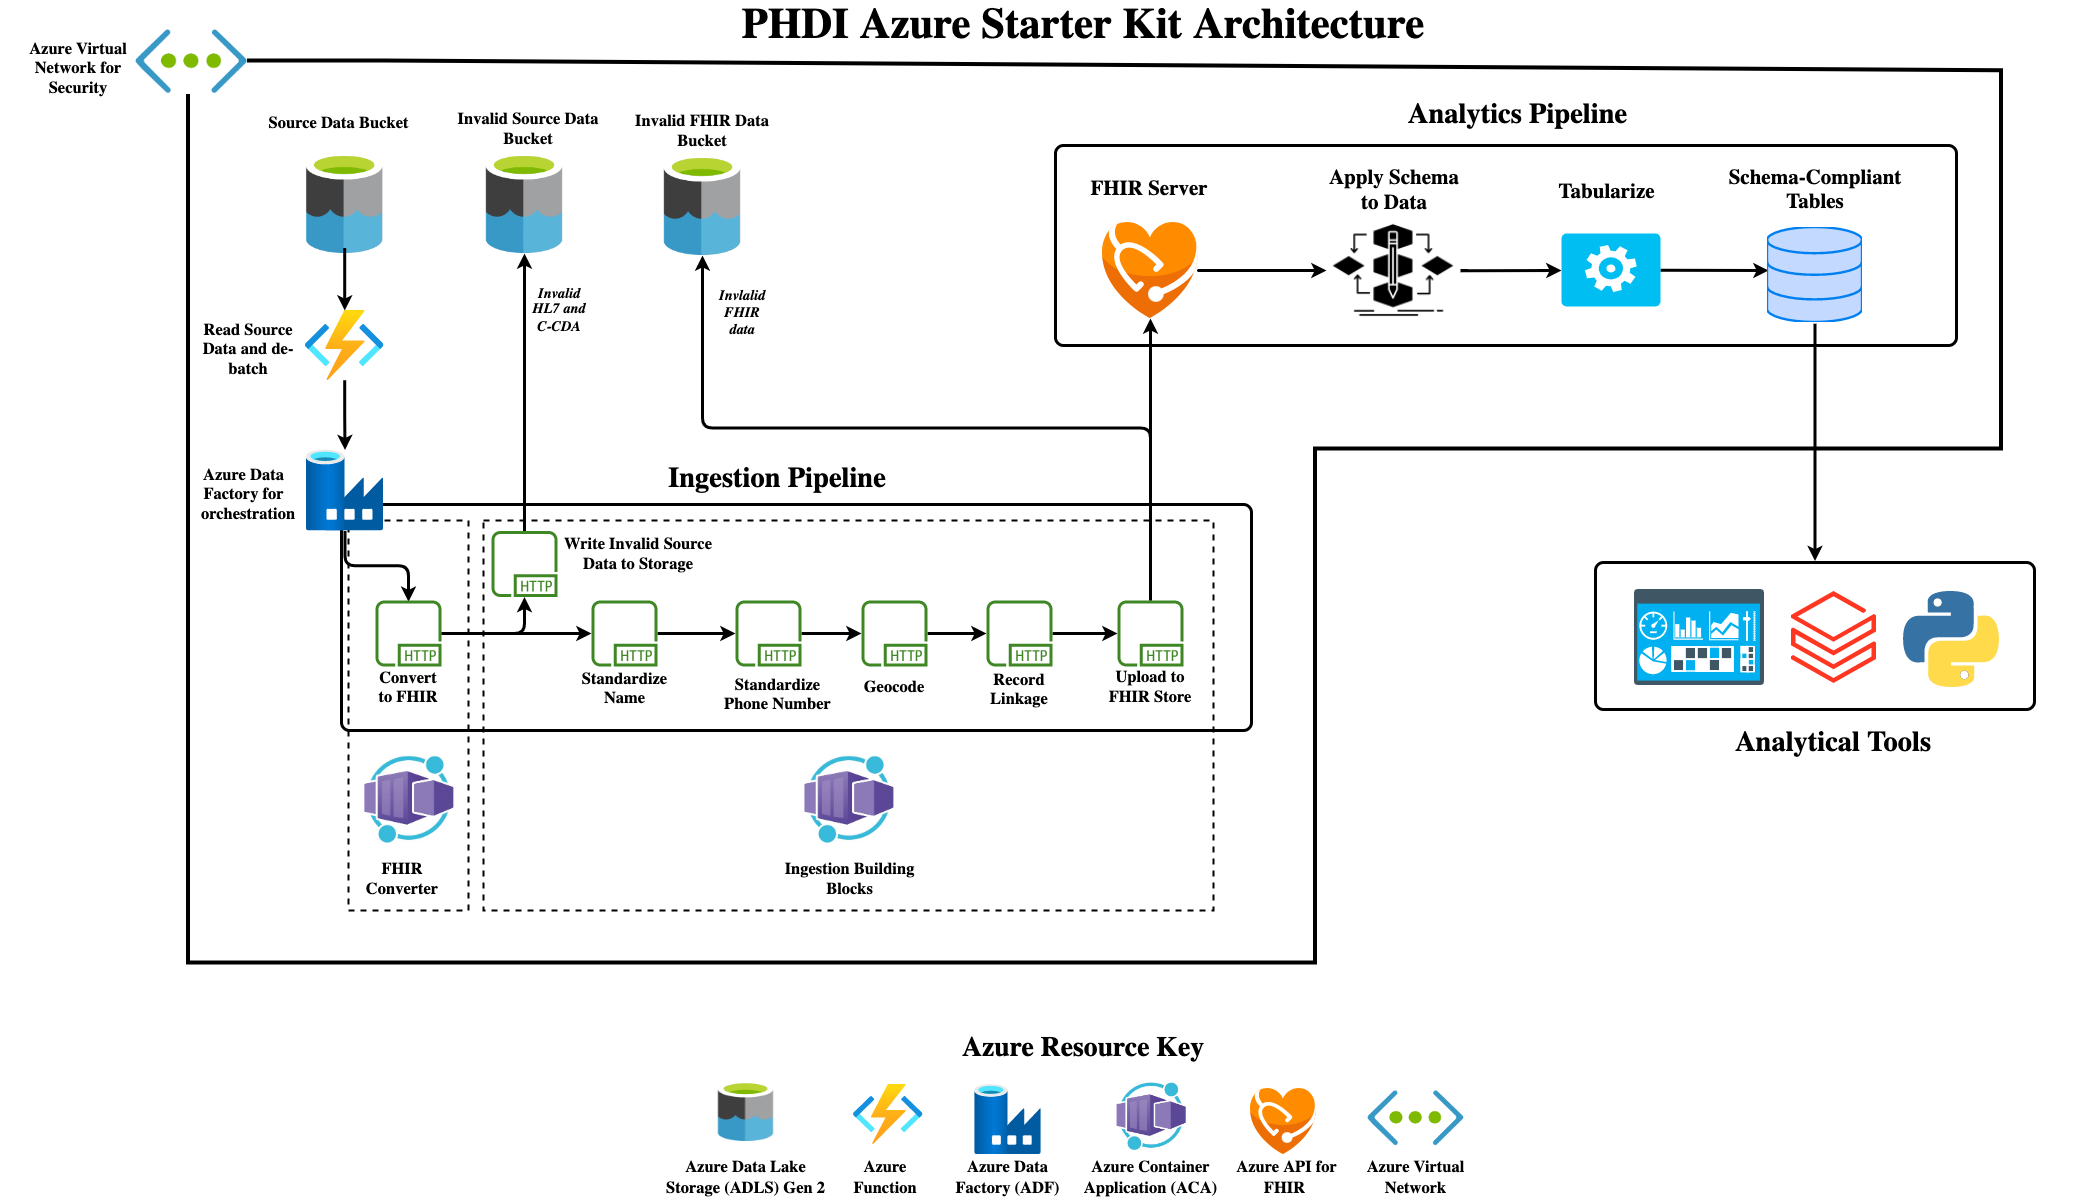 PHDI Azure Starter Kit Architecture
Azure Virtual
Network for
Security
Source Data Bucket
Invalid Source Data
Bucket
Invalid FHIR Data
Bucket
Analytics Pipeline
FHIR Server
Apply Schema
to Data
Tabularize
Schema-Compliant
Tables
Invalid
HL7 and
C-CDA
Invlalid
FHIR
data
Read Source
Data and de-
batch
Azure Data
Factory for
orchestration
Ingestion Pipeline
Write Invalid Source
Data to Storage
HTTP
HTTP
HTTP
HTTP
HTTP
HTTP
HTTP
Convert
to FHIR
Standardize
Name
Standardize
Phone Number
Geocode
Record
Linkage
Upload to
FHIR Store
Analytical Tools
FHIR
Converter
Ingestion Building
Blocks
Azure Resource Key
Azure Data Lake
Storage (ADLS) Gen 2
Azure
Function
Azure Data
Factory (ADF)
Azure Container
Application (ACA)
Azure API for
FHIR
Azure Virtual
Network